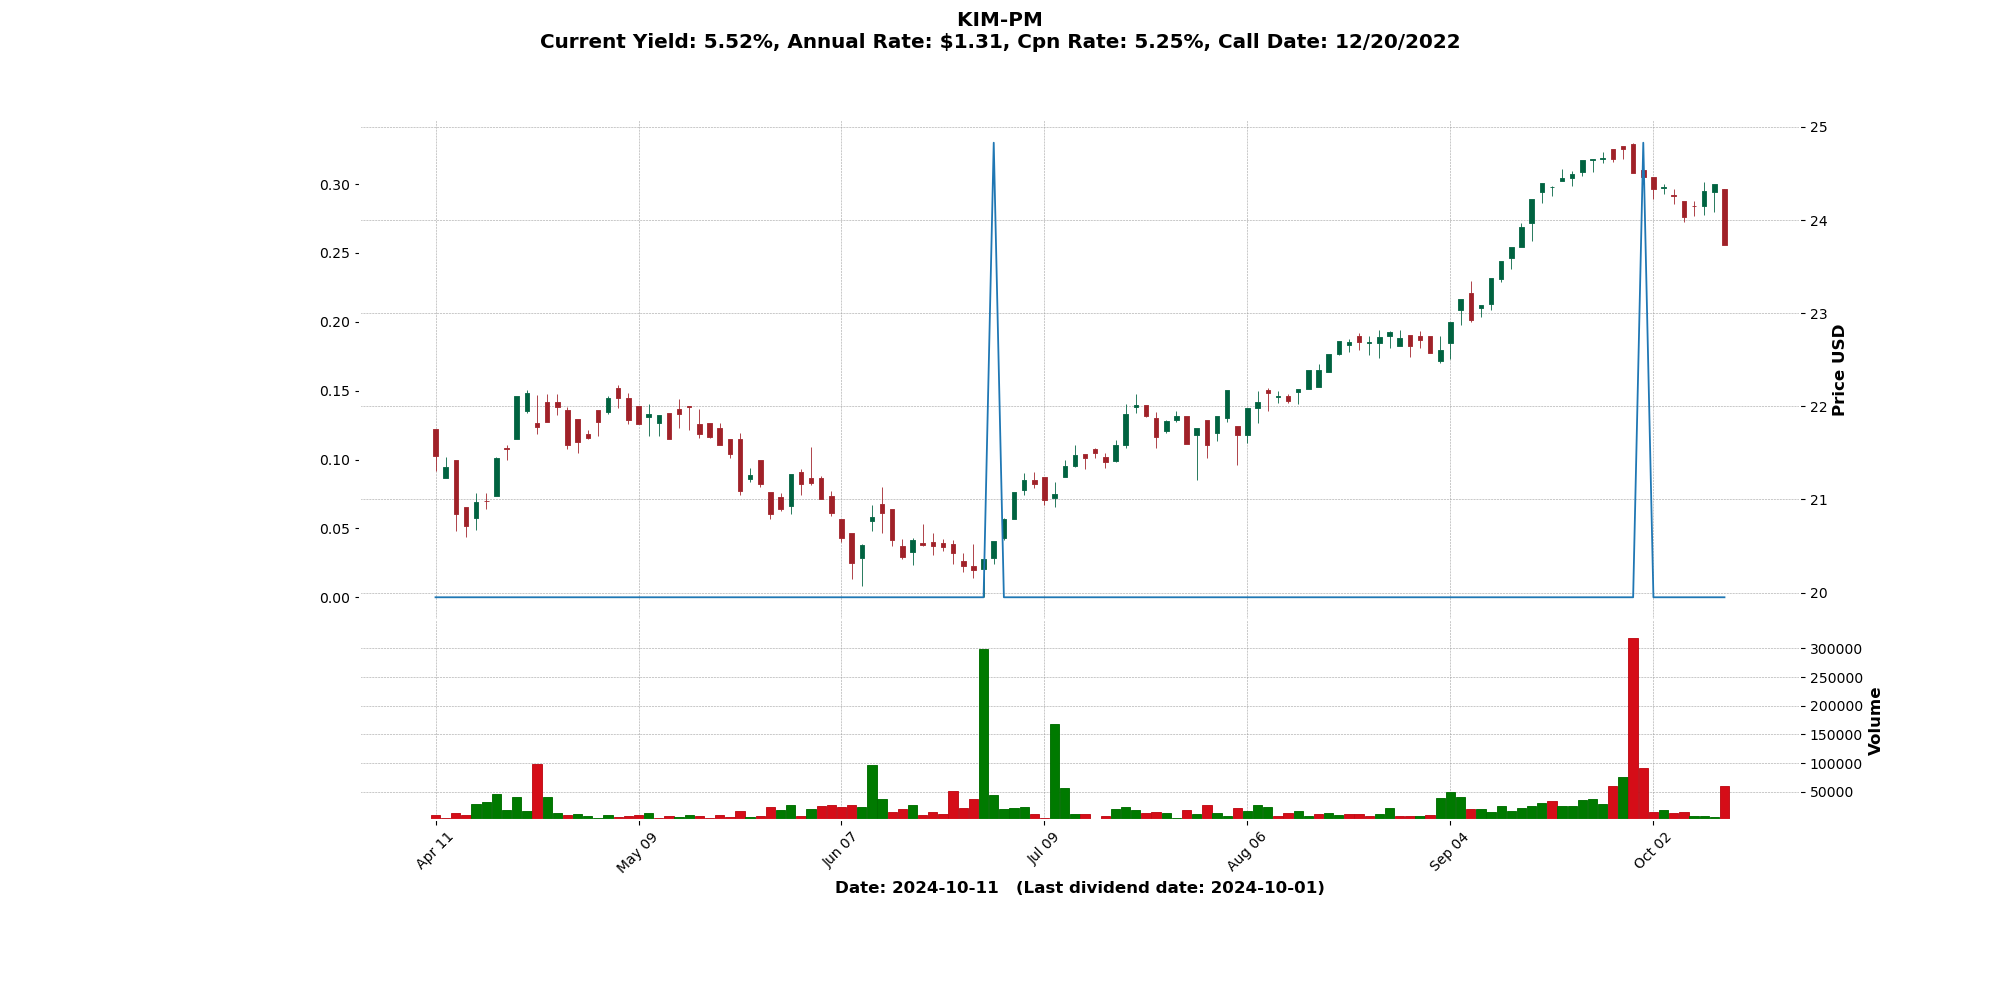 KIM-PM
Current Yield: 5.52%, Annual Rate: $1.31, Cpn Rate: 5.25%, Call Date: 12/20/2022
0.30
0.25
0.20
0.15
0.10
0.05
0.00
25
24
23
22
21
20
Price USD
300000
250000
200000
150000
100000
50000
Volume
Apr 11
May 09
Jun 07
Jul 09
Aug 06
Sep 04
Oct 02
Date: 2024-10-11 (Last dividend date: 2024-10-01)